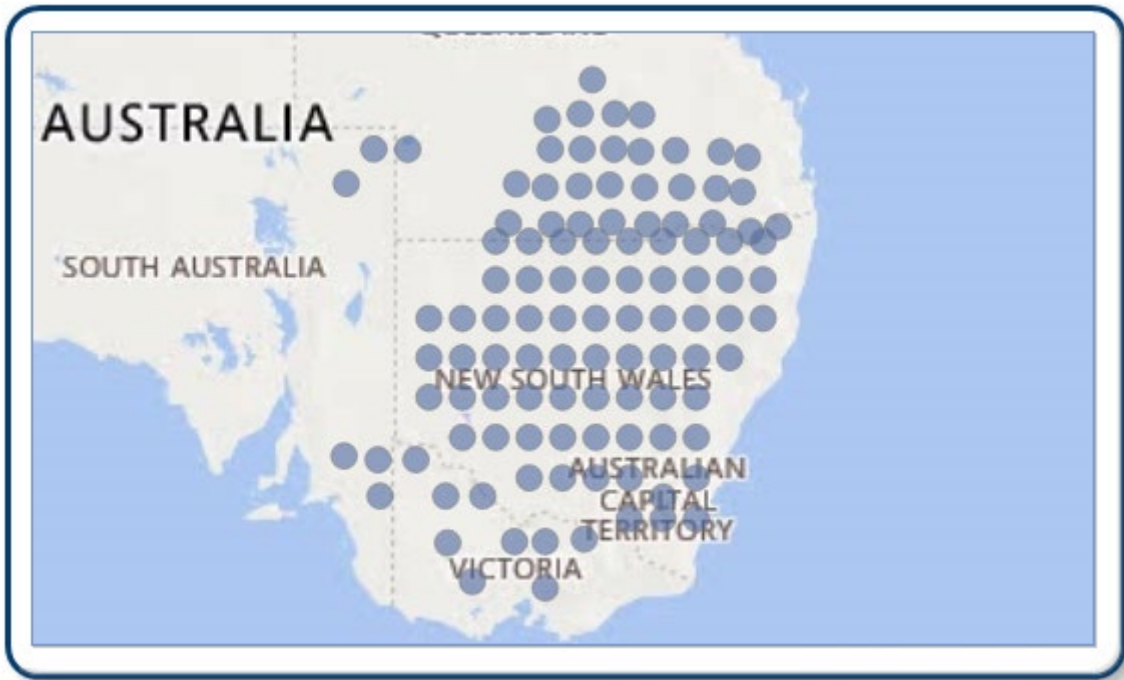 AUSTRALIA
SOUTH AUSTRALIA
NEW SOUTH WALES
AUSTRALIAN
CAPITAL
TERRITORY
VICTORIA